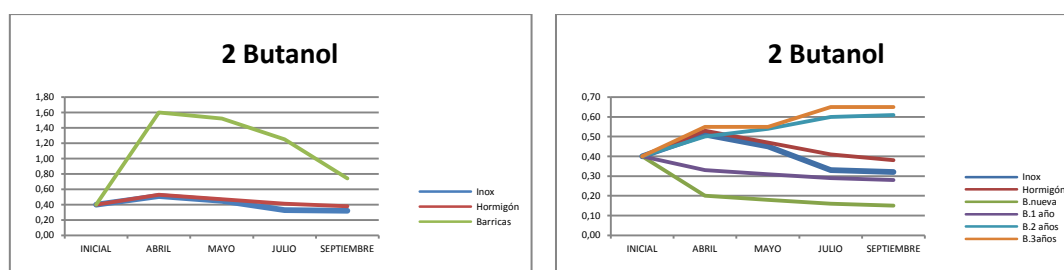 2 Butanol
1,80
1,60
1,40
1,20
1,00
0,80
0,60
0,40
0,20
0,00
INICIAL ABRIL MAYO JULIO SEPTIEMBRE
Inox
Hormigón
Barricas
2 Butanol
0,70
0,60
0,50
0,40
0,30
0,20
0,10
0,00
INICIAL ABRIL MAYO JULIO SEPTIEMBRE
Inox
Hormigón
B.nueva
B.1 año
B.2 años
B.3años